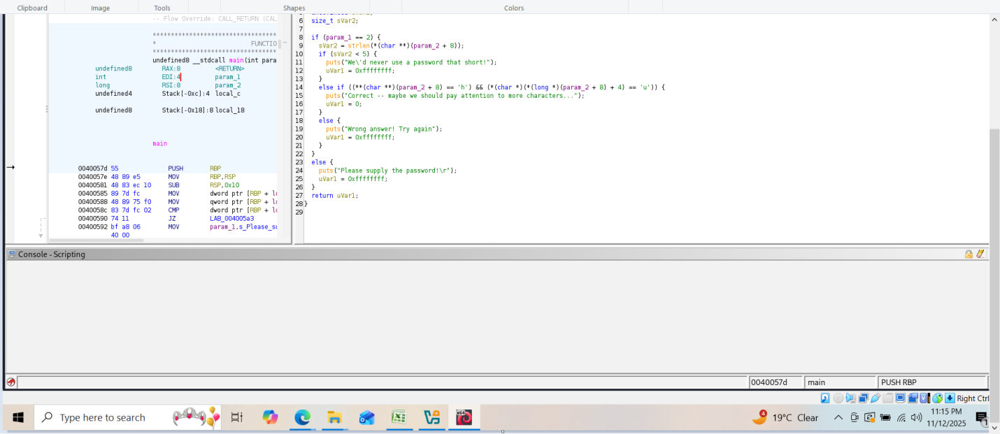 Clipboard Image Tools Shapes Colors
-- Flow Override: CALL_RETURN (CAL
* FUNCTIO
undefined8 __stdcall main(int para
undefined8 RAX:8 <RETURN>
int EDI:4 param_1
long RSI:8 param_2
undefined4 Stack[-0xc]:4 local_c
undefined8 Stack[-0x18]:8 local_18
main
0040057d 55 PUSH RBP
0040057e 48 89 e5 MOV RBP,RSP
00400581 48 83 ec 10 SUB RSP,0x10
00400585 89 7d fc MOV dword ptr [RBP + lo
00400588 48 89 75 f0 MOV qword ptr [RBP + lo
0040058c 83 7d fc 02 CMP dword ptr [RBP + lo
00400590 74 11 JZ LAB_004005a3
00400592 bf a8 06 MOV param_1,s_Please_su
40 00
6 size_t sVar2;
7
8 if (param_1 == 2) {
9 sVar2 = strlen(*(char **)(param_2 + 8));
10 if (sVar2 < 5) {
11 puts("We\'d never use a password that short!");
12 uVar1 = 0xffffffff;
13 }
14 else if ((**(char **)(param_2 + 8) == 'h') && (*(char *)(*(long *)(param_2 + 8) + 4) == 'u')) {
15 puts("Correct -- maybe we should pay attention to more characters...");
16 uVar1 = 0;
17 }
18 else {
19 puts("Wrong answer! Try again");
20 uVar1 = 0xffffffff;
21 }
22 }
23 else {
24 puts("Please supply the password!\r");
25 uVar1 = 0xffffffff;
26 }
27 return uVar1;
28 }
29
Console - Scripting
0040057d main PUSH RBP
Right Ctrl
Type here to search
4 19°C Clear
11:15 PM
11/12/2025
1